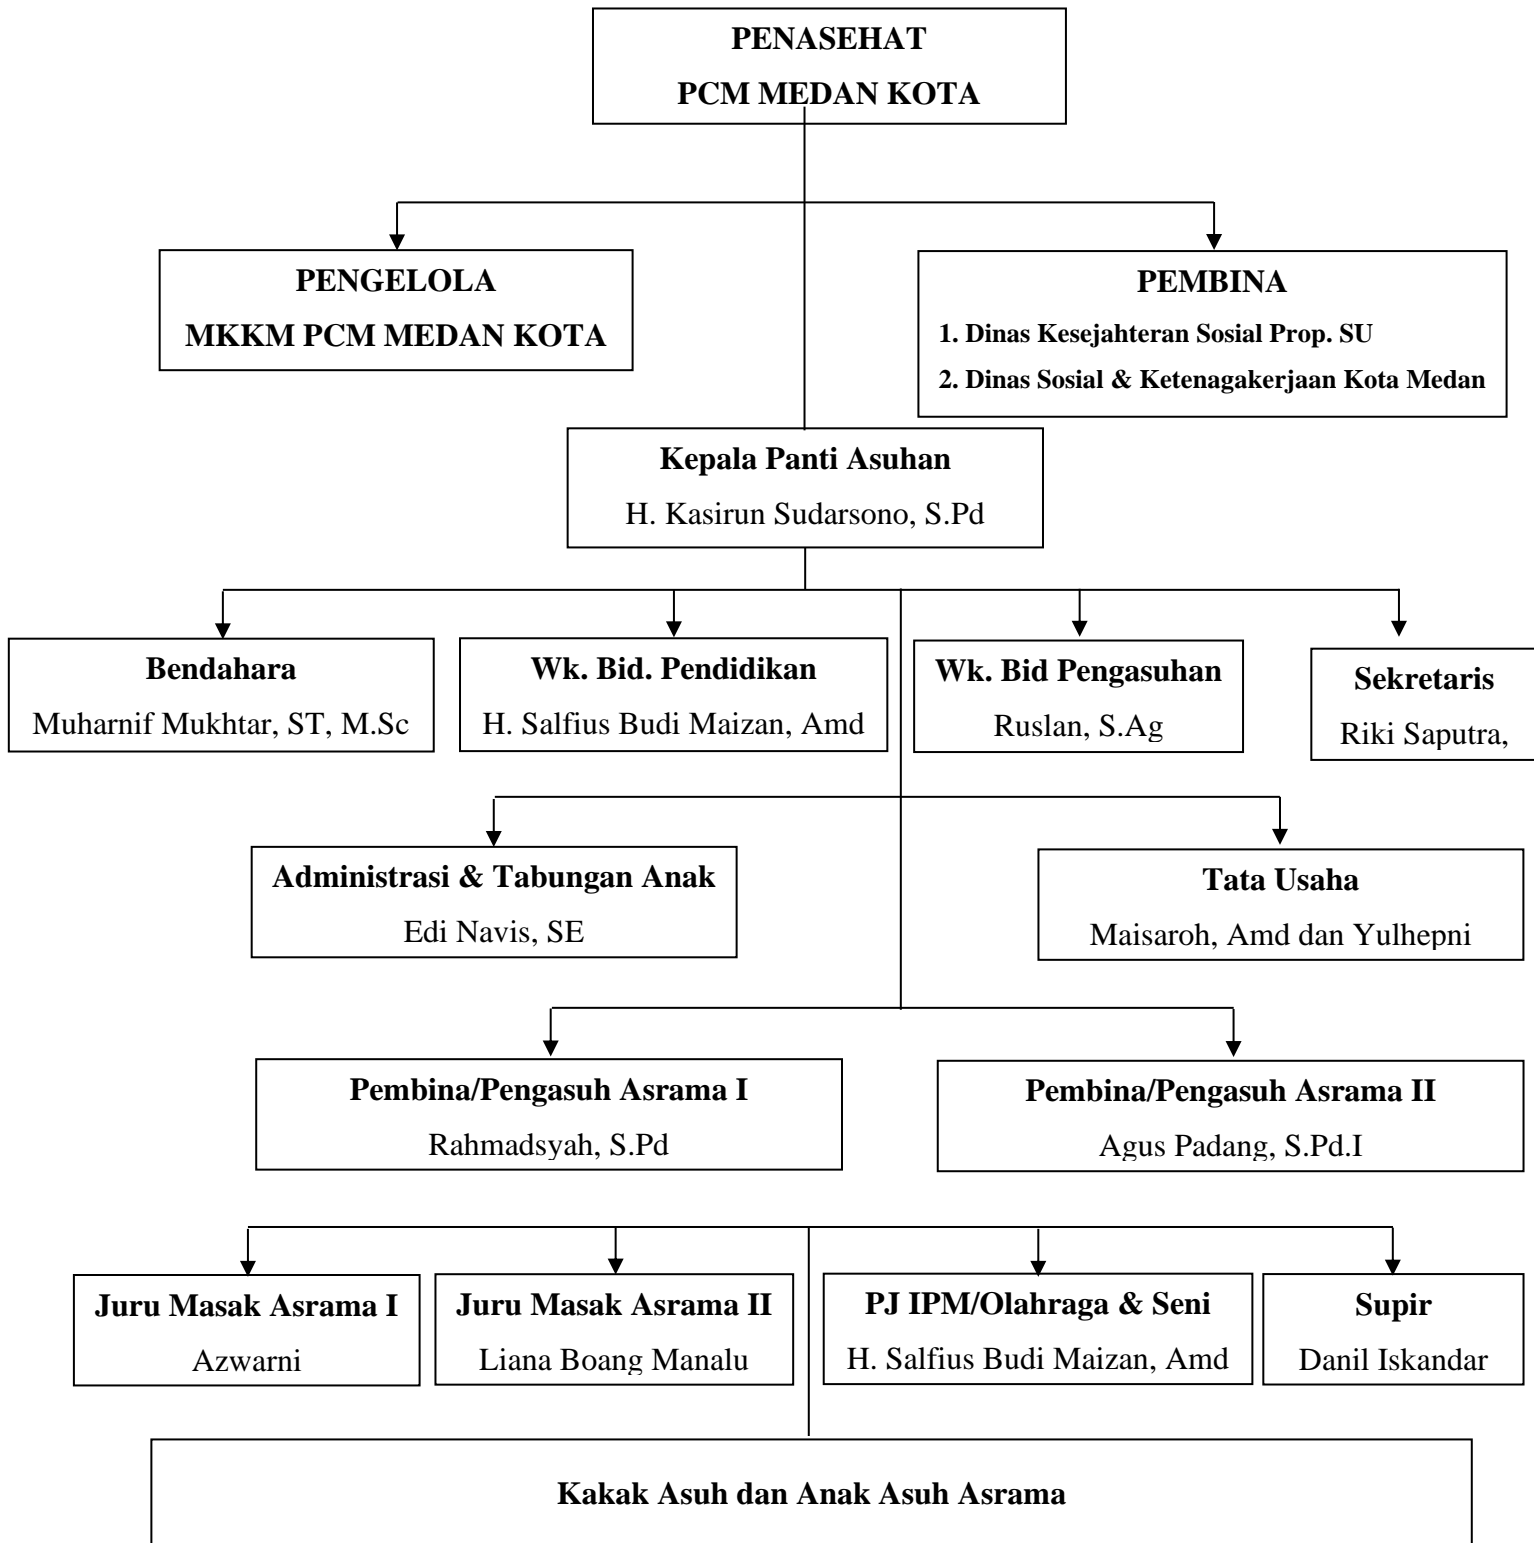 PENASEHAT
PCM MEDAN KOTA
PENGELOLA
MKKM PCM MEDAN KOTA
PEMBINA
1. Dinas Kesejahteran Sosial Prop. SU
2. Dinas Sosial & Ketenagakerjaan Kota Medan
Kepala Panti Asuhan
H. Kasirun Sudarsono, S.Pd
Bendahara
Muharnif Mukhtar, ST, M.Sc
Wk. Bid. Pendidikan
H. Salfius Budi Maizan, Amd
Wk. Bid Pengasuhan
Ruslan, S.Ag
Sekretaris
Riki Saputra,
Administrasi & Tabungan Anak
Edi Navis, SE
Tata Usaha
Maisaroh, Amd dan Yulhepni
Pembina/Pengasuh Asrama I
Rahmadsyah, S.Pd
Pembina/Pengasuh Asrama II
Agus Padang, S.Pd.I
Juru Masak Asrama I
Azwarni
Juru Masak Asrama II
Liana Boang Manalu
PJ IPM/Olahraga & Seni
H. Salfius Budi Maizan, Amd
Supir
Danil Iskandar
Kakak Asuh dan Anak Asuh Asrama